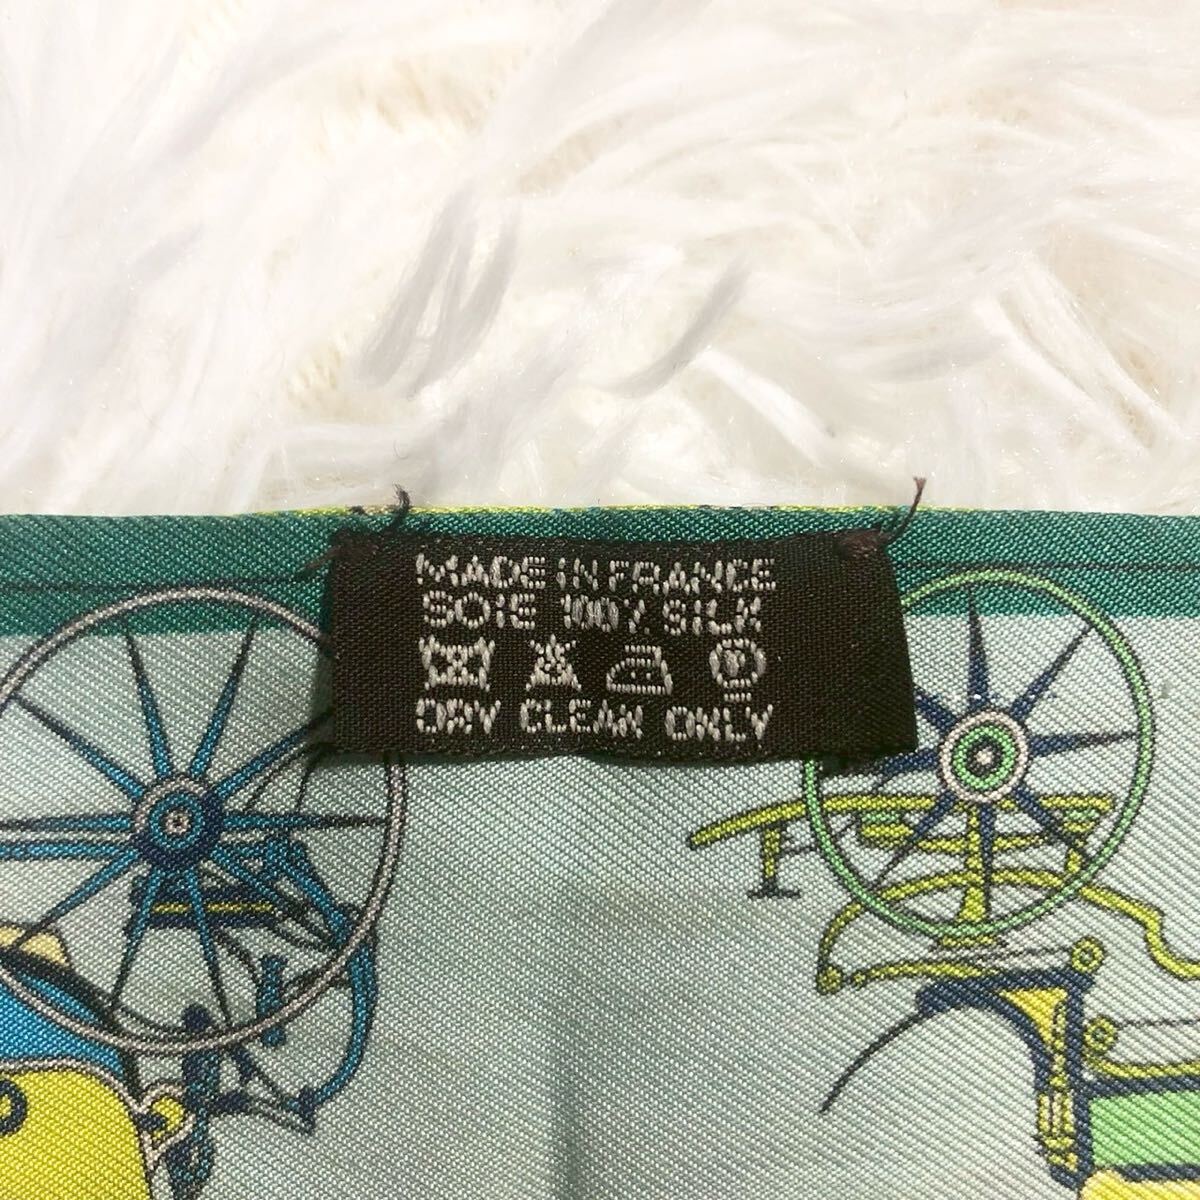 MADE IN FRANCE
SOIE 100% SILK
P
DRY CLEAN ONLY